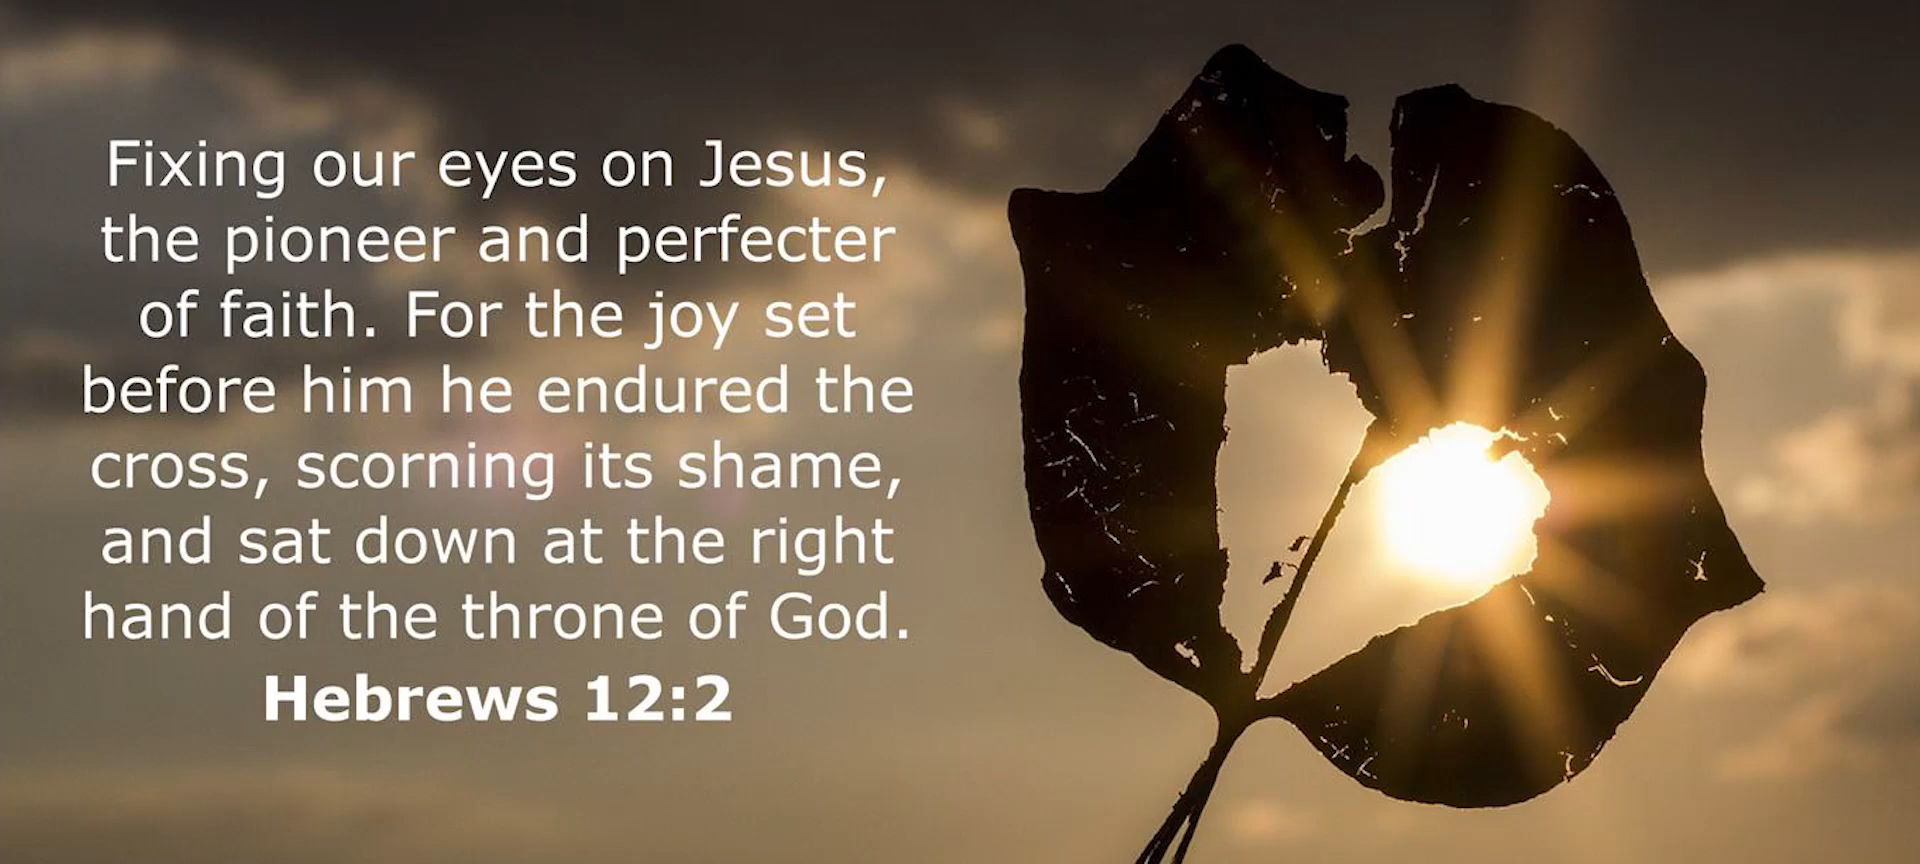 Fixing our eyes on Jesus,
the pioneer and perfecter
of faith. For the joy set
before him he endured the
cross, scorning its shame,
and sat down at the right
hand of the throne of God.
Hebrews 12:2